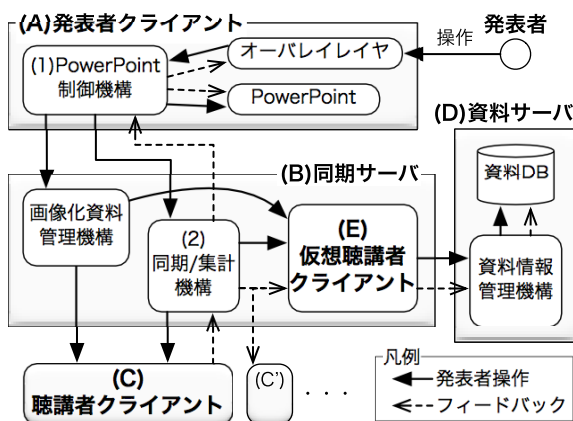 (A)発表者クライアント
発表者
操作
オーバレイレイヤ
(1)PowerPoint
制御機構
PowerPoint
(D)資料サーバ
(B)同期サーバ
資料DB
画像化資料
管理機構
(2)
同期/集計
機構
(E)
仮想聴講者
クライアント
資料情報
管理機構
(C)
聴講者クライアント
(C')
・・・
凡例
発表者操作
フィードバック